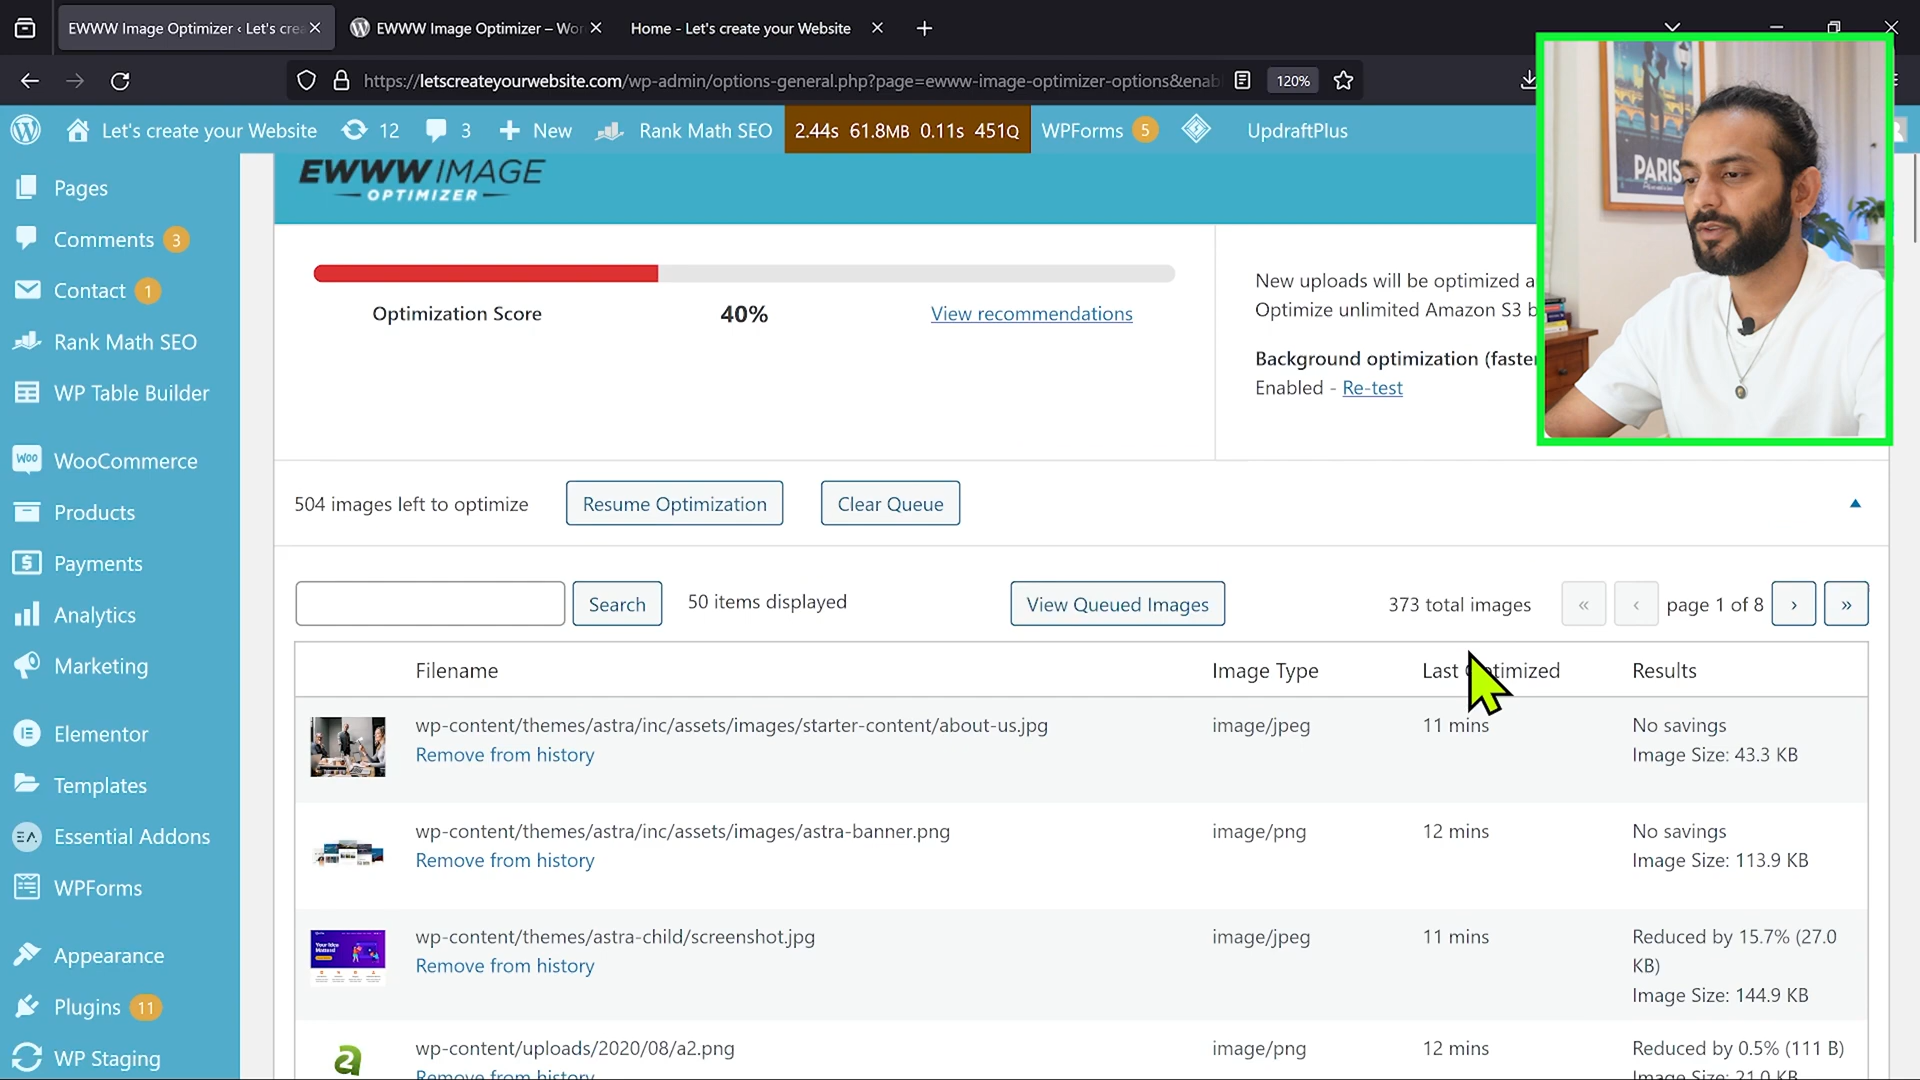 EWWW Image Optimizer ‹ Let's crea
EWWW Image Optimizer – Wor
Home - Let's create your Website
https://letscreateyourwebsite.com/wp-admin/options-general.php?page=ewww-image-optimizer-options&enab
120%
Let's create your Website
12
3
New
Rank Math SEO
2.44s 61.8MB 0.11s 451Q
WPForms 5
UpdraftPlus
Pages
Comments 3
Contact 1
Rank Math SEO
WP Table Builder
WooCommerce
Products
Payments
Analytics
Marketing
Elementor
Templates
Essential Addons
WPForms
Appearance
Plugins 11
WP Staging
EWWW IMAGE
OPTIMIZER
Optimization Score
40%
View recommendations
New uploads will be optimized a
Optimize unlimited Amazon S3 b
Background optimization (faster
Enabled - Re-test
PARIS
504 images left to optimize
Resume Optimization
Clear Queue
Search
50 items displayed
View Queued Images
373 total images
« ‹ page 1 of 8 › »
Filename
Image Type
Last Optimized
Results
wp-content/themes/astra/inc/assets/images/starter-content/about-us.jpg
Remove from history
image/jpeg
11 mins
No savings
Image Size: 43.3 KB
wp-content/themes/astra/inc/assets/images/astra-banner.png
Remove from history
image/png
12 mins
No savings
Image Size: 113.9 KB
wp-content/themes/astra-child/screenshot.jpg
Remove from history
image/jpeg
11 mins
Reduced by 15.7% (27.0
KB)
Image Size: 144.9 KB
wp-content/uploads/2020/08/a2.png
Remove from history
image/png
12 mins
Reduced by 0.5% (111 B)
Image Size: 21.0 KB